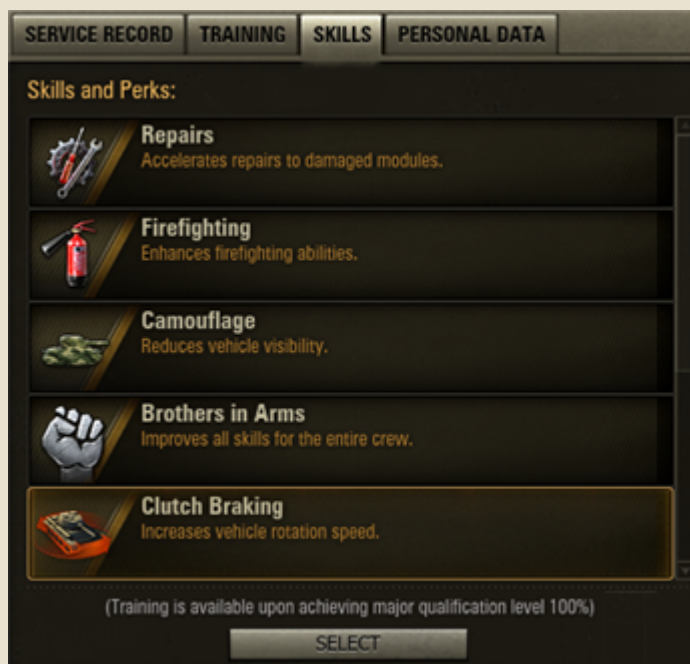 SERVICE RECORD TRAINING SKILLS PERSONAL DATA
Skills and Perks:
Repairs
Accelerates repairs to damaged modules.
Firefighting
Enhances firefighting abilities.
Camouflage
Reduces vehicle visibility.
Brothers in Arms
Improves all skills for the entire crew.
Clutch Braking
Increases vehicle rotation speed.
(Training is available upon achieving major qualification level 100%)
SELECT